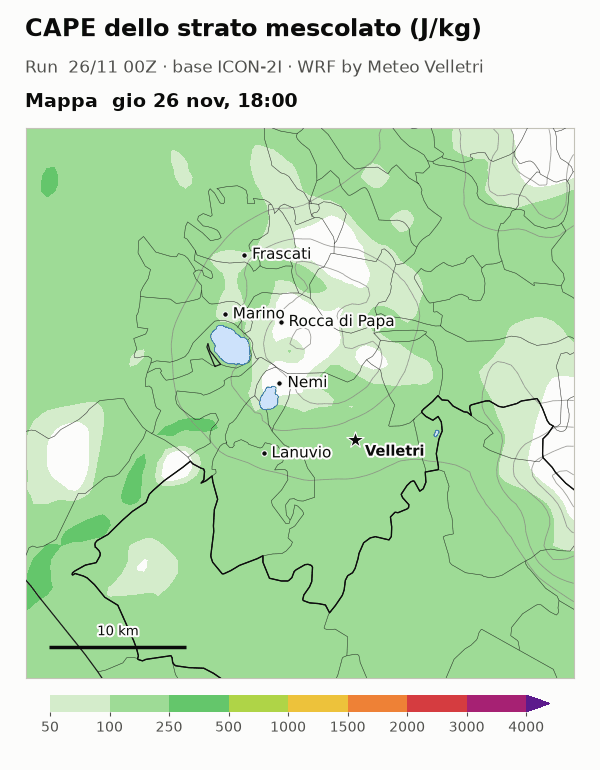 CAPE dello strato mescolato (J/kg)
Run  26/11 00Z · base ICON-2I · WRF by Meteo Velletri
Mappa  gio 26 nov, 18:00
Frascati
Marino
Rocca di Papa
Nemi
Velletri
Lanuvio
10 km
50 100 250 500 1000 1500 2000 3000 4000